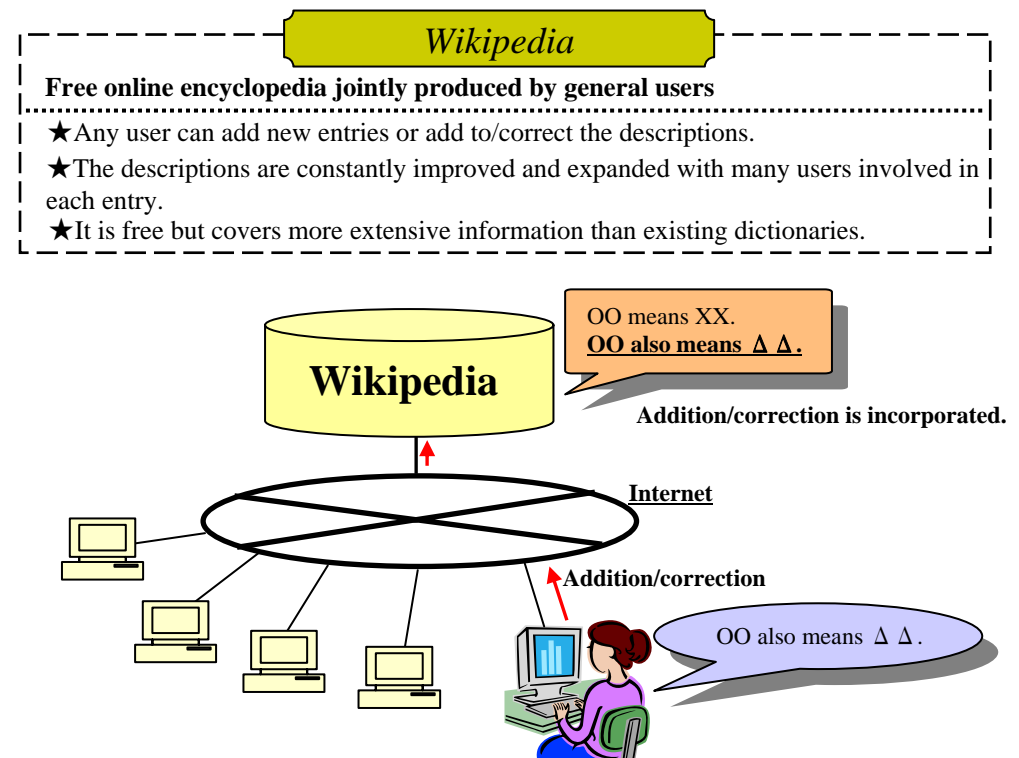 Wikipedia
Free online encyclopedia jointly produced by general users
★Any user can add new entries or add to/correct the descriptions.
★The descriptions are constantly improved and expanded with many users involved in
each entry.
★It is free but covers more extensive information than existing dictionaries.
OO means XX.
OO also means Δ Δ.
Wikipedia
Addition/correction is incorporated.
Internet
Addition/correction
OO also means Δ Δ.